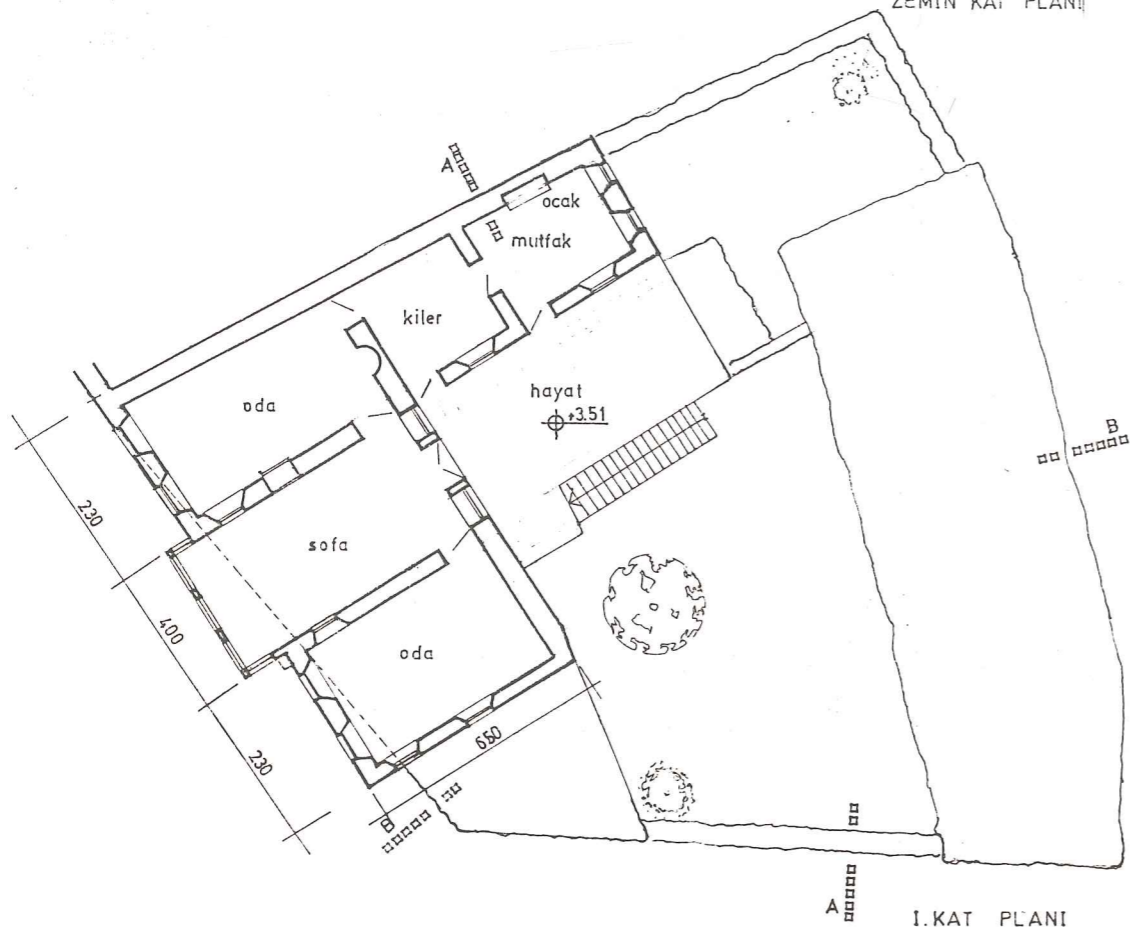 ZEMİN KAT PLANI
A
ocak
mutfak
kiler
hayat
+3.51
oda
B
230
sofa
400
oda
650
230
B
A
I.KAT PLANI